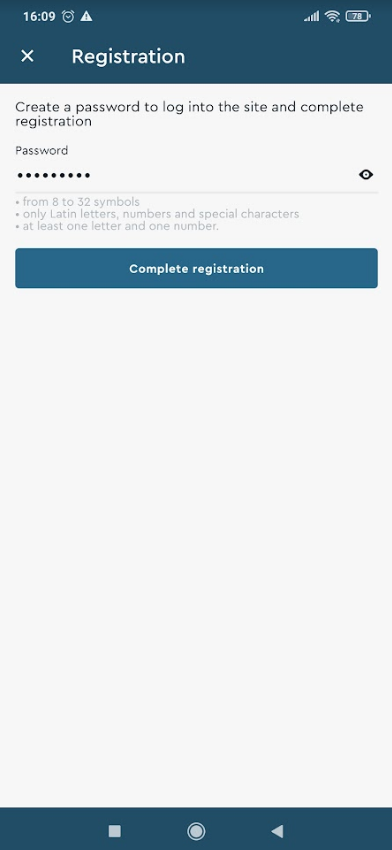 16:09
78
Registration
Create a password to log into the site and complete
registration
Password
•••••••••
• from 8 to 32 symbols
• only Latin letters, numbers and special characters
• at least one letter and one number.
Complete registration